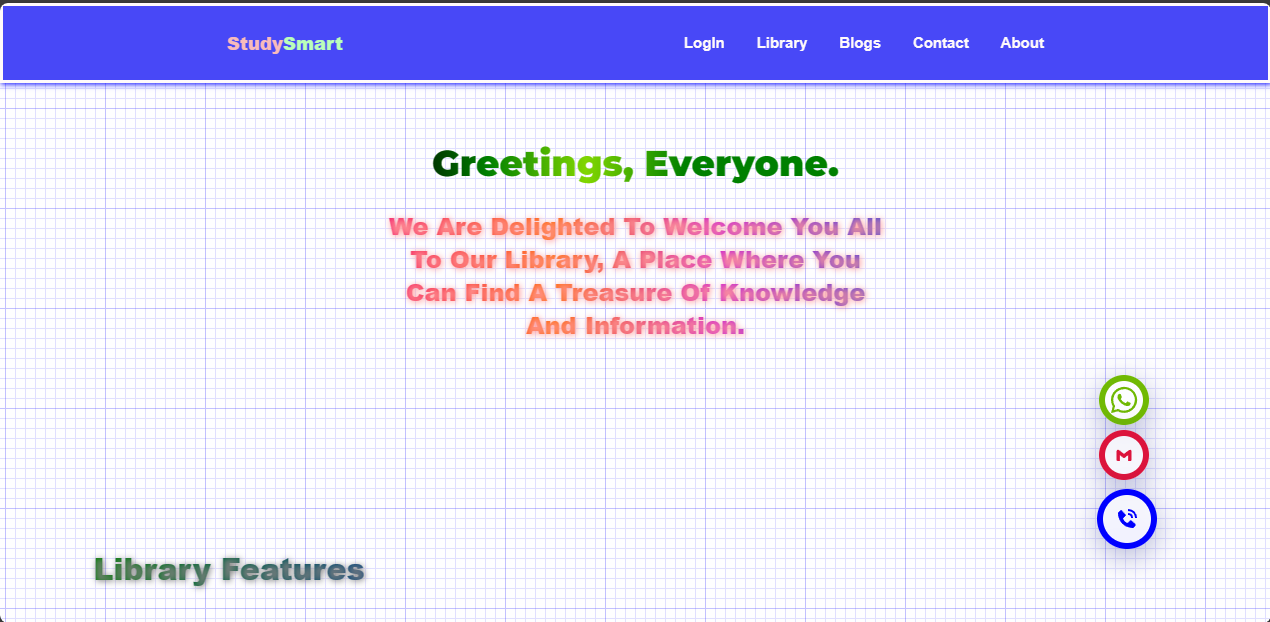 StudySmart
LogIn Library Blogs Contact About
Greetings, Everyone.
We Are Delighted To Welcome You All
To Our Library, A Place Where You
Can Find A Treasure Of Knowledge
And Information.
Library Features